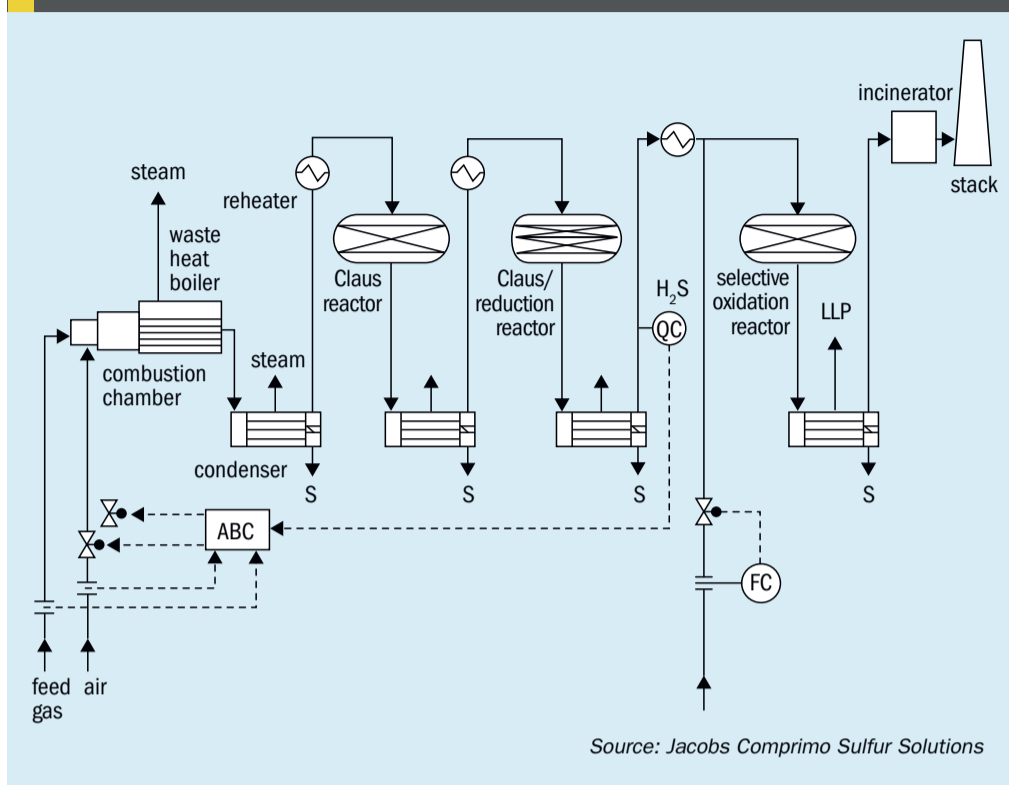 incinerator
stack
steam
reheater
waste
heat
boiler
Claus
reactor
Claus/
reduction
reactor
H₂S
QC
selective
oxidation
reactor
LLP
combustion
chamber
steam
condenser
S
S
S
S
ABC
FC
feed
gas
air
Source: Jacobs Comprimo Sulfur Solutions